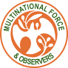 MULTINATIONAL FORCE
& OBSERVERS